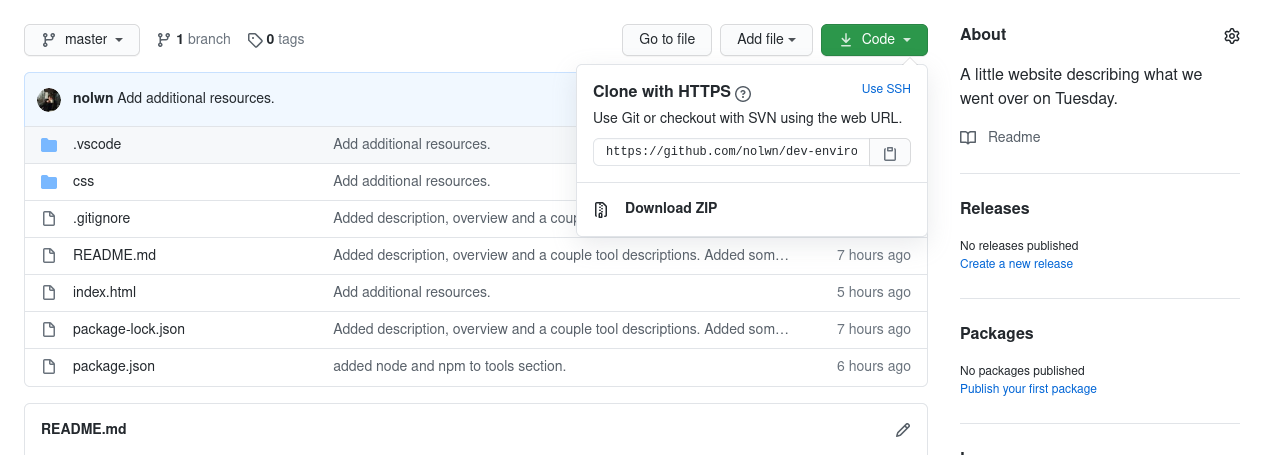 master
1 branch
0 tags
Go to file
Add file
Code
nolwn Add additional resources.
Clone with HTTPS
Use SSH
Use Git or checkout with SVN using the web URL.
https://github.com/nolwn/dev-enviro
Download ZIP
.vscode Add additional resources.
css Add additional resources.
.gitignore Added description, overview and a
README.md Added description, overview and a couple tool descriptions. Added som… 7 hours ago
index.html Add additional resources. 5 hours ago
package-lock.json Added description, overview and a couple tool descriptions. Added som… 7 hours ago
package.json added node and npm to tools section. 6 hours ago
README.md
About
A little website describing what we
went over on Tuesday.
Readme
Releases
No releases published
Create a new release
Packages
No packages published
Publish your first package